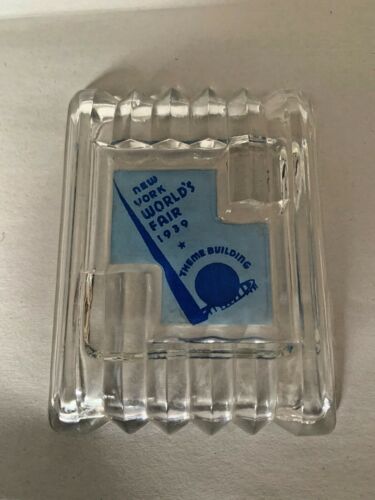 NEW
YORK
WORLD'S
FAIR
1939
THEME BUILDING